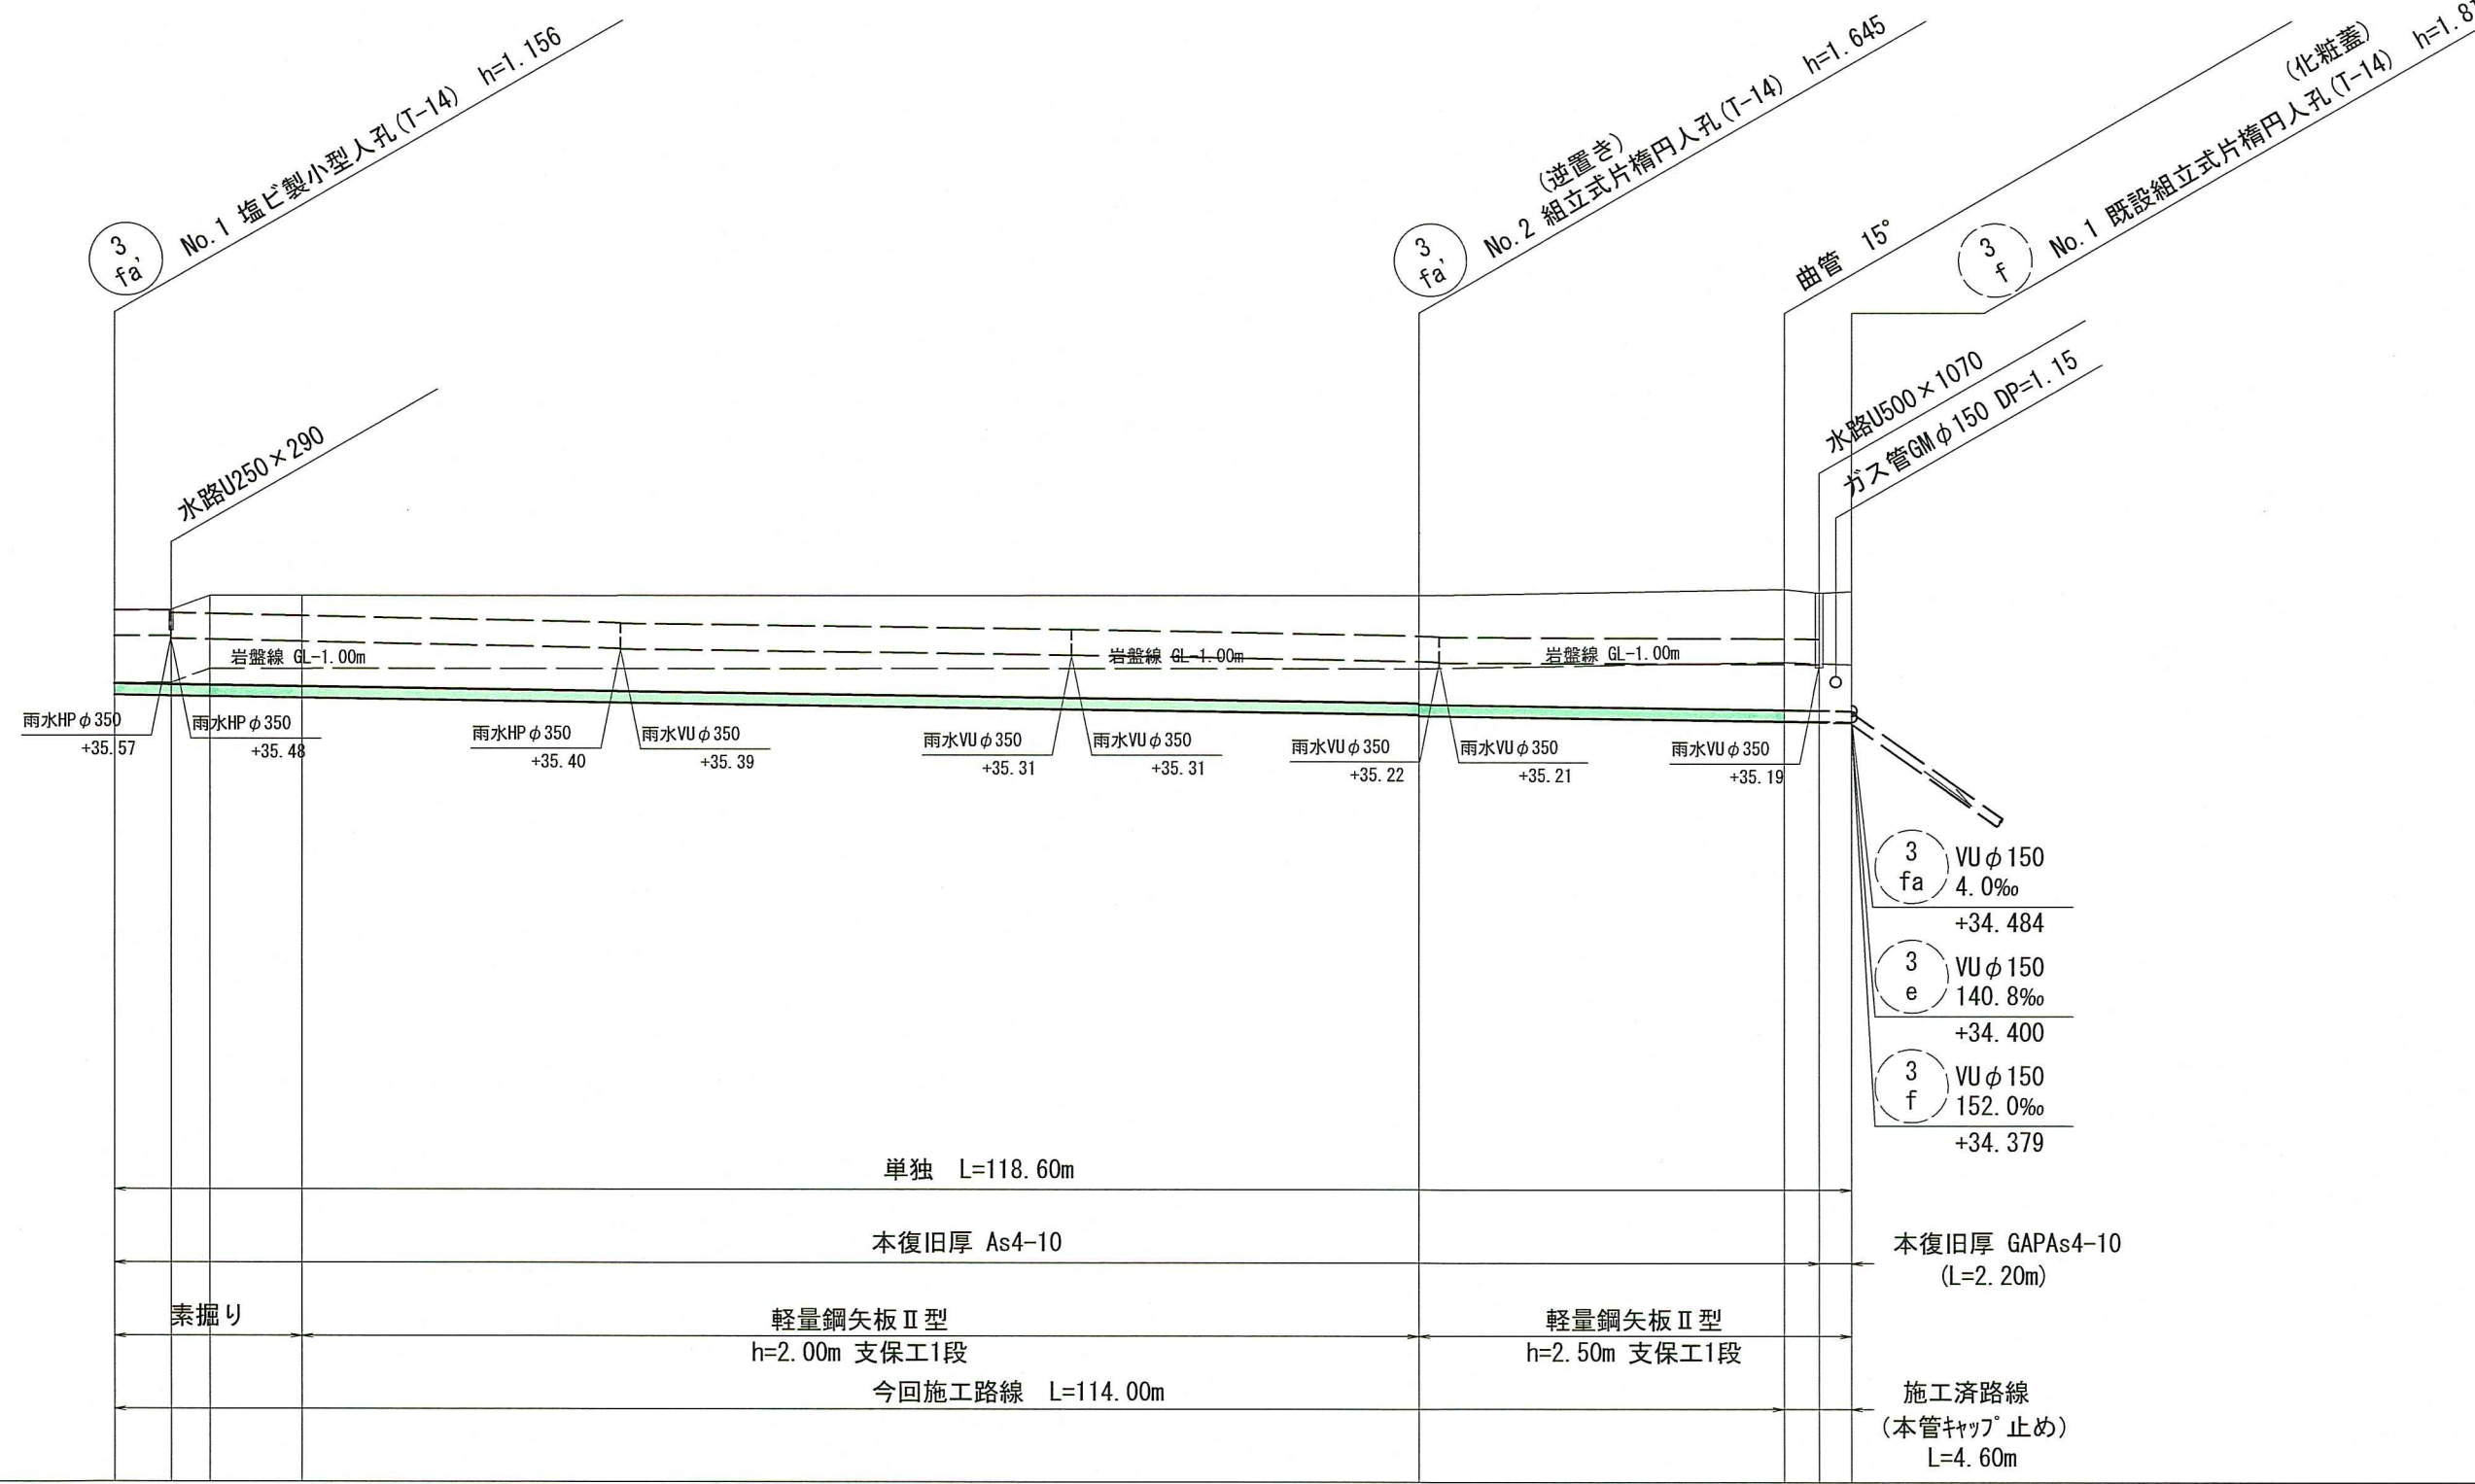 3
fa'
No.1 塩ビ製小型人孔(T-14) h=1.156
水路U250×290
3
fa'
(逆置き)
No.2 組立式片楕円人孔(T-14) h=1.645
曲管 15°
3
f
(化粧蓋)
No.1 既設組立式片楕円人孔(T-14)
水路U500×1070
ガス管GMφ150 DP=1.15
岩盤線 GL-1.00m
岩盤線 GL-1.00m
岩盤線 GL-1.00m
雨水HPφ350
+35.57
雨水HPφ350
+35.48
雨水HPφ350
+35.40
雨水VUφ350
+35.39
雨水VUφ350
+35.31
雨水VUφ350
+35.31
雨水VUφ350
+35.22
雨水VUφ350
+35.21
雨水VUφ350
+35.19
3
fa
VUφ150
4.0‰
+34.484
3
e
VUφ150
140.8‰
+34.400
3
f
VUφ150
152.0‰
+34.379
単独 L=118.60m
本復旧厚 As4-10
本復旧厚 GAPAs4-10
(L=2.20m)
素掘り
軽量鋼矢板Ⅱ型
h=2.00m 支保工1段
軽量鋼矢板Ⅱ型
h=2.50m 支保工1段
今回施工路線 L=114.00m
施工済路線
(本管ｷｬｯﾌﾟ止め)
L=4.60m